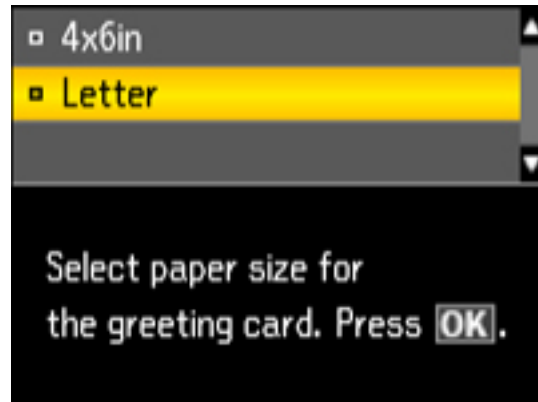 4x6in
Letter
Select paper size for
the greeting card. Press OK.